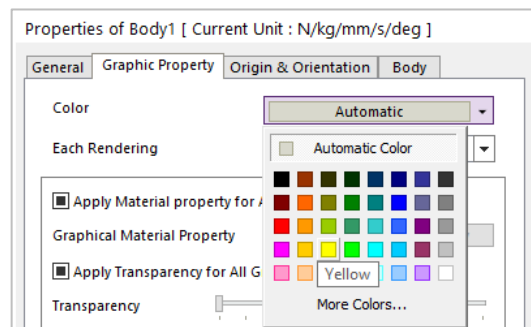 Properties of Body1 [ Current Unit : N/kg/mm/s/deg ]
General Graphic Property Origin & Orientation Body
Color Automatic
Each Rendering Automatic Color
Apply Material property for
Graphical Material Property
Apply Transparency for All G
Yellow
Transparency More Colors...